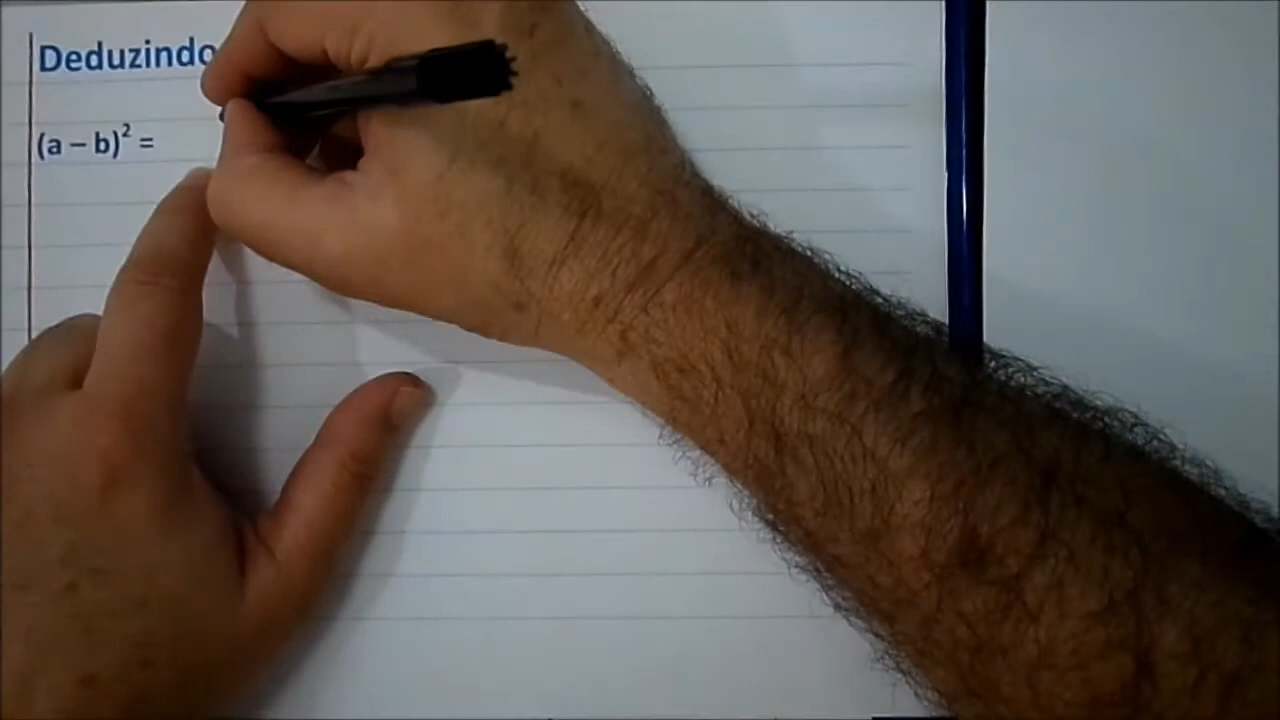 Deduzindo
(a – b)² =